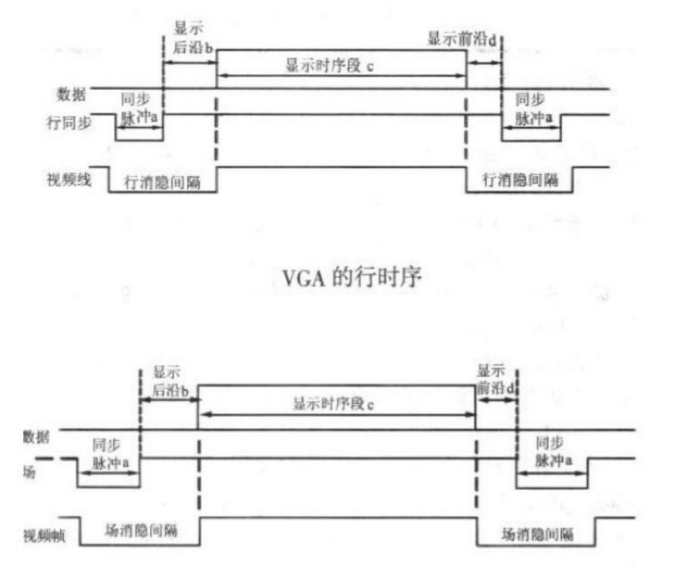 显示
后沿b
显示前沿d
显示时序段 c
数据
同步
脉冲a
同步
脉冲a
行同步
视频线
行消隐间隔
行消隐间隔
VGA 的行时序
显示
后沿b
显示
前沿d
显示时序段c
数据
同步
脉冲a
同步
脉冲a
场
视频帧
场消隐间隔
场消隐间隔